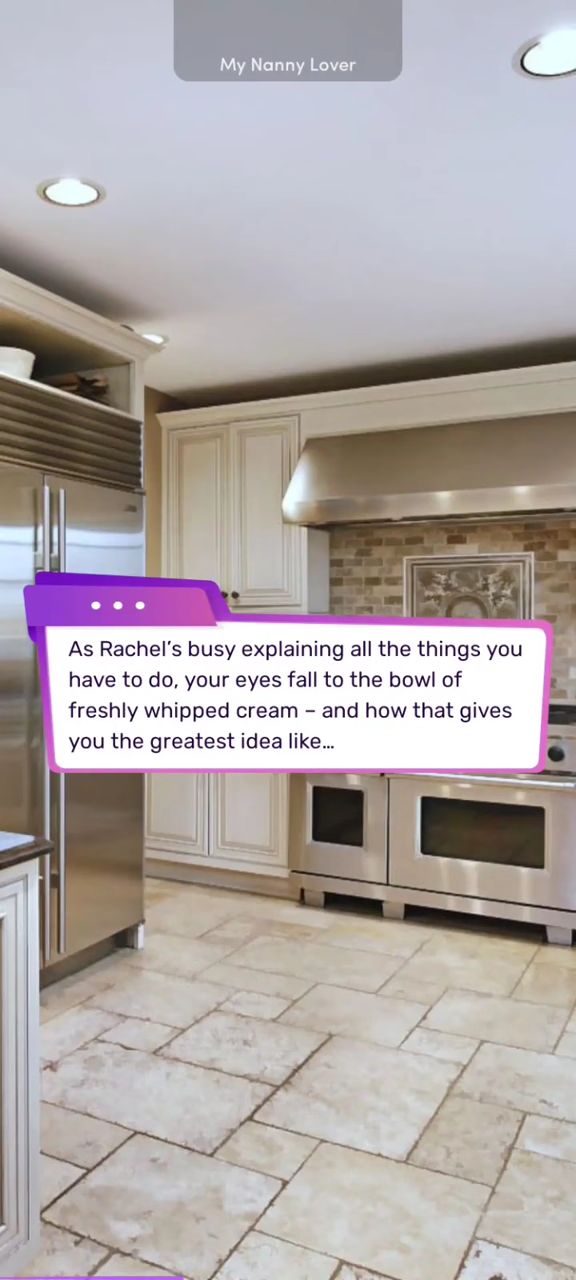 My Nanny Lover
As Rachel’s busy explaining all the things you
have to do, your eyes fall to the bowl of
freshly whipped cream – and how that gives
you the greatest idea like…